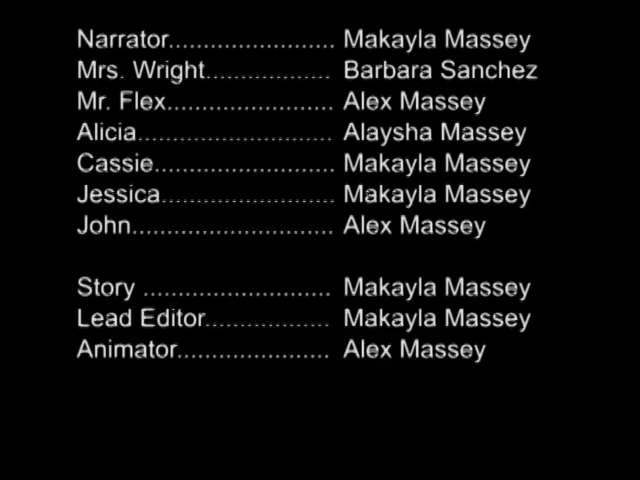 Narrator........................ Makayla Massey
Mrs. Wright.................. Barbara Sanchez
Mr. Flex........................ Alex Massey
Alicia............................ Alaysha Massey
Cassie.......................... Makayla Massey
Jessica......................... Makayla Massey
John............................. Alex Massey
Story ........................... Makayla Massey
Lead Editor.................. Makayla Massey
Animator...................... Alex Massey